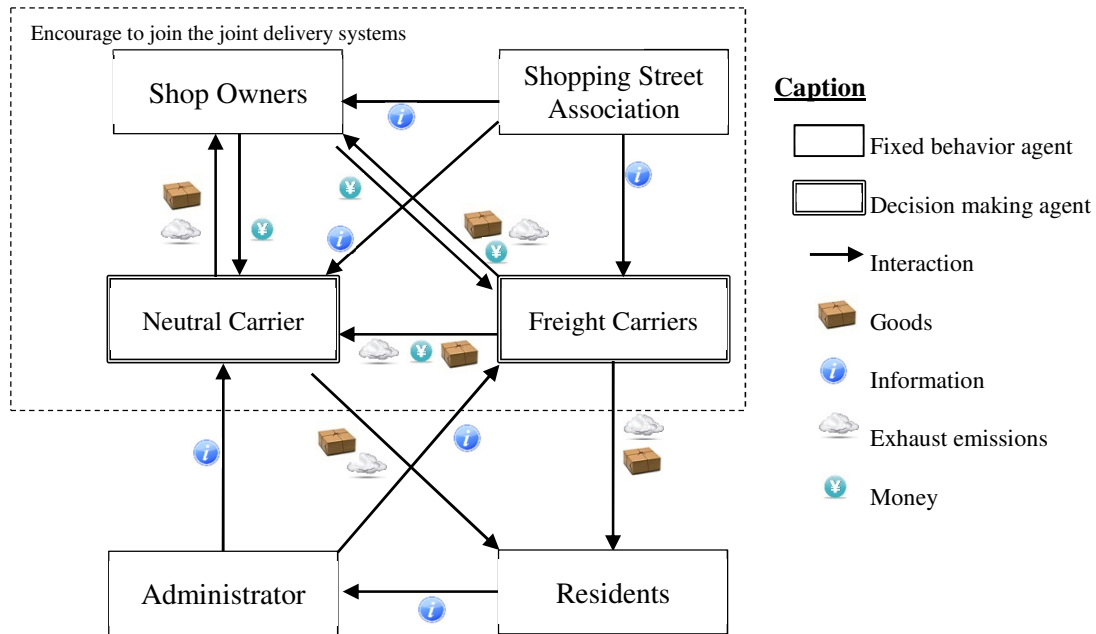 Encourage to join the joint delivery systems
Shop Owners
Shopping Street
Association
Caption
Fixed behavior agent
Decision making agent
Interaction
Neutral Carrier
Freight Carriers
Goods
Information
Exhaust emissions
Money
Administrator
Residents
i
i
i
i
i
i
¥
¥
¥
¥
i
¥